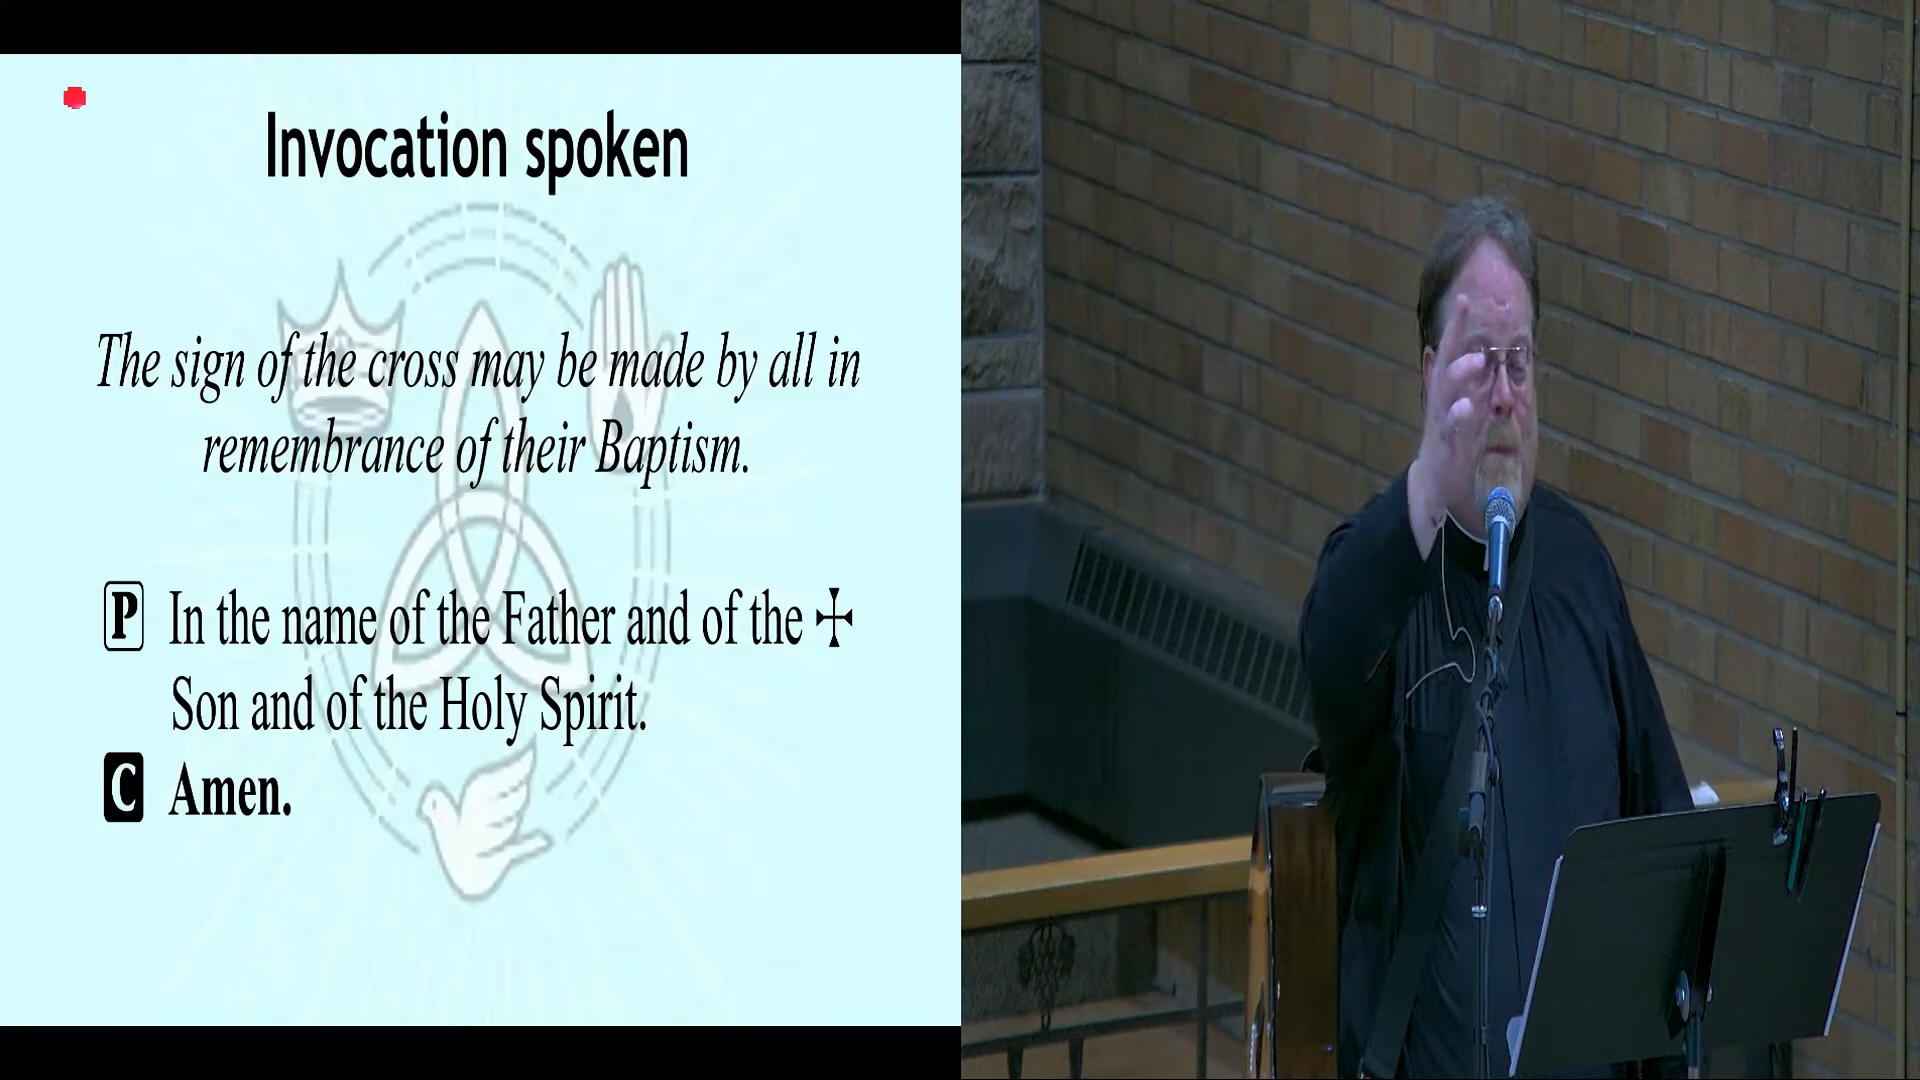 Invocation spoken
The sign of the cross may be made by all in
remembrance of their Baptism.
P In the name of the Father and of the ☩
Son and of the Holy Spirit.
C Amen.